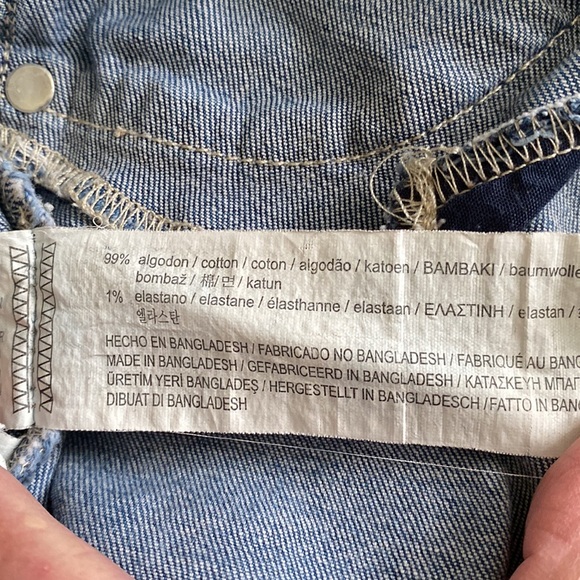 99% algodon / cotton / coton / algodão / katoen / BAMBAKI / baumwolle
bombaž / 棉/ 면 / katun
1% elastano / elastane / élasthanne / elastaan / ΕΛΑΣΤΙΝΗ / elastan /
엘라스탄
HECHO EN BANGLADESH / FABRICADO NO BANGLADESH / FABRIQUÉ AU BANG
MADE IN BANGLADESH / GEFABRICEERD IN BANGLADESH / ΚΑΤΑΣΚΕΥΗ ΜΠΑΓ
ÜRETİM YERİ BANGLADEŞ / HERGESTELLT IN BANGLADESCH / FATTO IN BANG
DIBUAT DI BANGLADESH